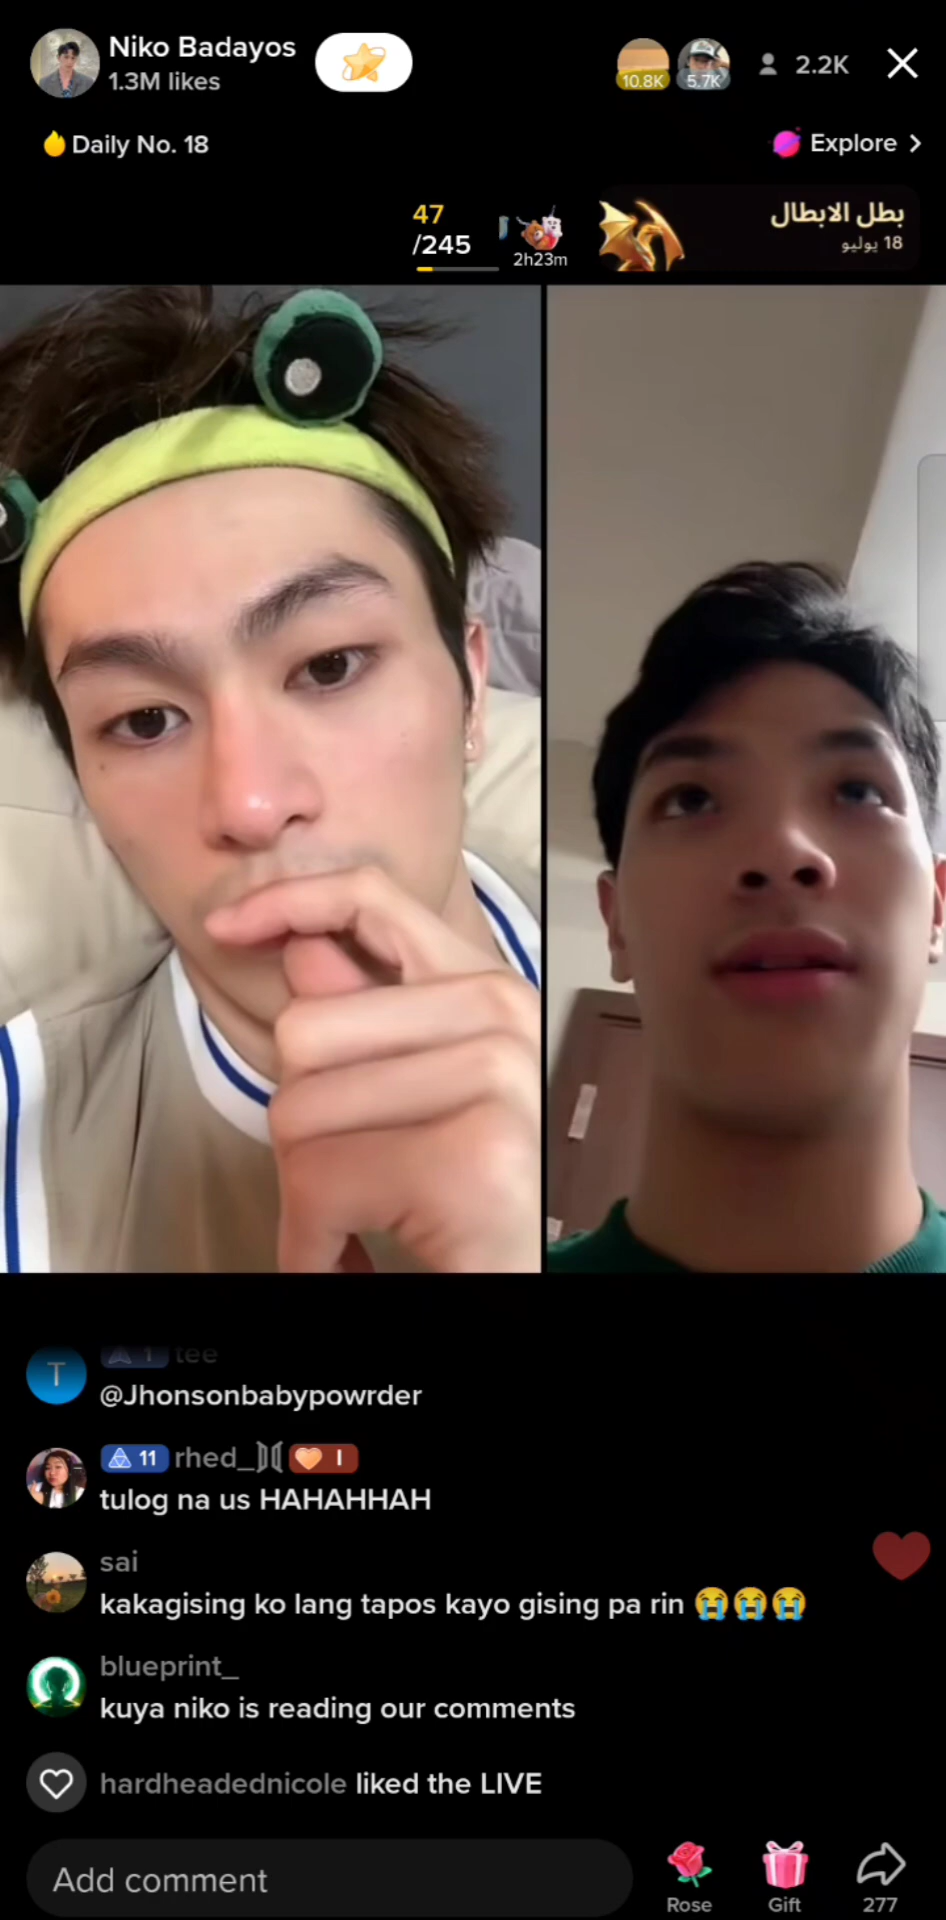 Niko Badayos
1.3M likes
10.8K
5.7K
2.2K
Daily No. 18
Explore
47
/245
2h23m
بطل الابطال
18 يوليو
T
1 tee
@Jhonsonbabypowrder
11 rhed_ I
tulog na us HAHAHHAH
sai
kakagising ko lang tapos kayo gising pa rin 😭😭😭
blueprint_
kuya niko is reading our comments
hardheadednicole liked the LIVE
Add comment
Rose
Gift
277